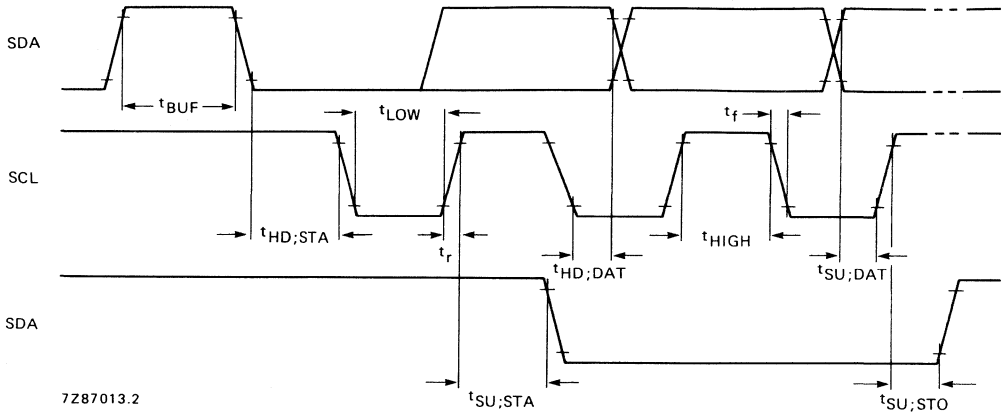 SDA
tBUF
tLOW
tf
SCL
tHD;STA
tr
tHD;DAT
tHIGH
tSU;DAT
SDA
tSU;STA
tSU;STO
7Z87013.2